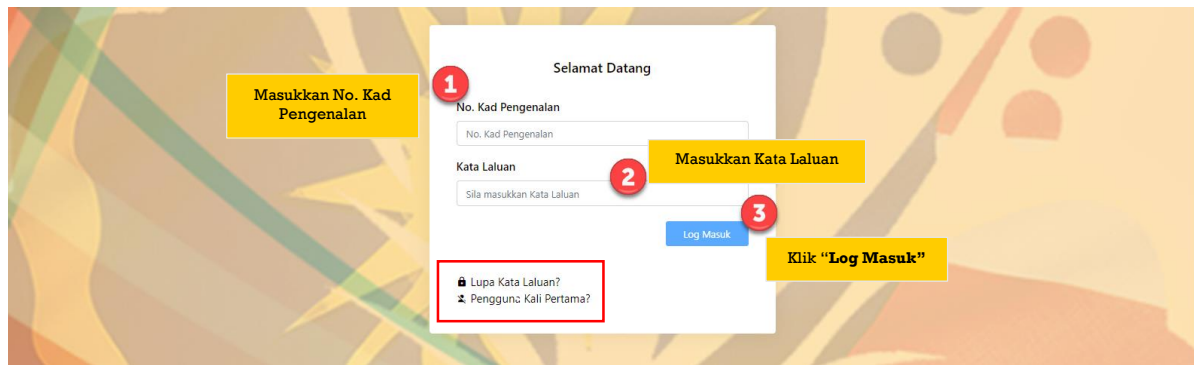 Selamat Datang
1
Masukkan No. Kad
Pengenalan
No. Kad Pengenalan
No. Kad Pengenalan
Masukkan Kata Laluan
Kata Laluan
2
Sila masukkan Kata Laluan
3
Log Masuk
Klik “Log Masuk”
Lupa Kata Laluan?
Pengguna Kali Pertama?